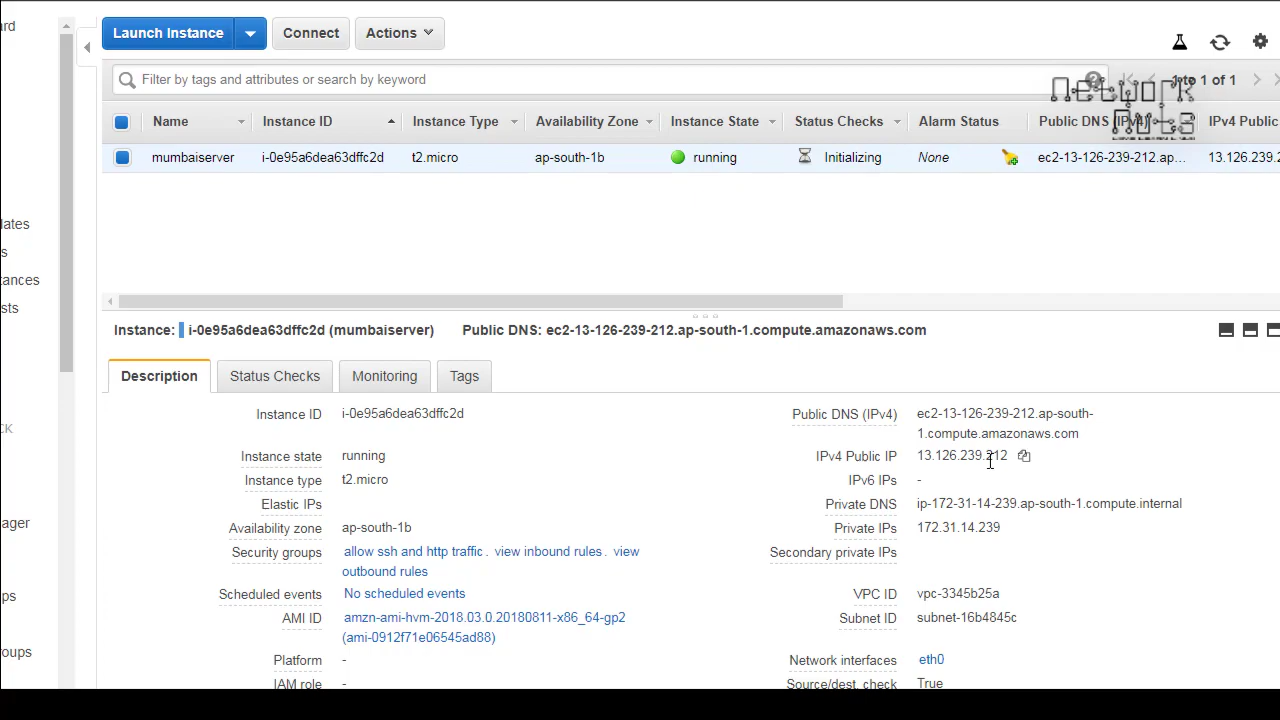 ard
Launch Instance Connect Actions
Filter by tags and attributes or search by keyword
1 to 1 of 1
Network
Nuts
Name Instance ID Instance Type Availability Zone Instance State Status Checks Alarm Status Public DNS (IPv4) IPv4 Public
mumbaiserver i-0e95a6dea63dffc2d t2.micro ap-south-1b running Initializing None ec2-13-126-239-212.ap... 13.126.239.2
lates
s
tances
sts
Instance: i-0e95a6dea63dffc2d (mumbaiserver) Public DNS: ec2-13-126-239-212.ap-south-1.compute.amazonaws.com
Description Status Checks Monitoring Tags
Instance ID i-0e95a6dea63dffc2d Public DNS (IPv4) ec2-13-126-239-212.ap-south-
1.compute.amazonaws.com
CK
Instance state running IPv4 Public IP 13.126.239.212
Instance type t2.micro IPv6 IPs -
Elastic IPs Private DNS ip-172-31-14-239.ap-south-1.compute.internal
ager
Availability zone ap-south-1b Private IPs 172.31.14.239
Security groups allow ssh and http traffic. view inbound rules. view
outbound rules
Secondary private IPs
ps
Scheduled events No scheduled events VPC ID vpc-3345b25a
AMI ID amzn-ami-hvm-2018.03.0.20180811-x86_64-gp2
(ami-0912f71e06545ad88)
Subnet ID subnet-16b4845c
oups
Platform - Network interfaces eth0
IAM role - Source/dest. check True